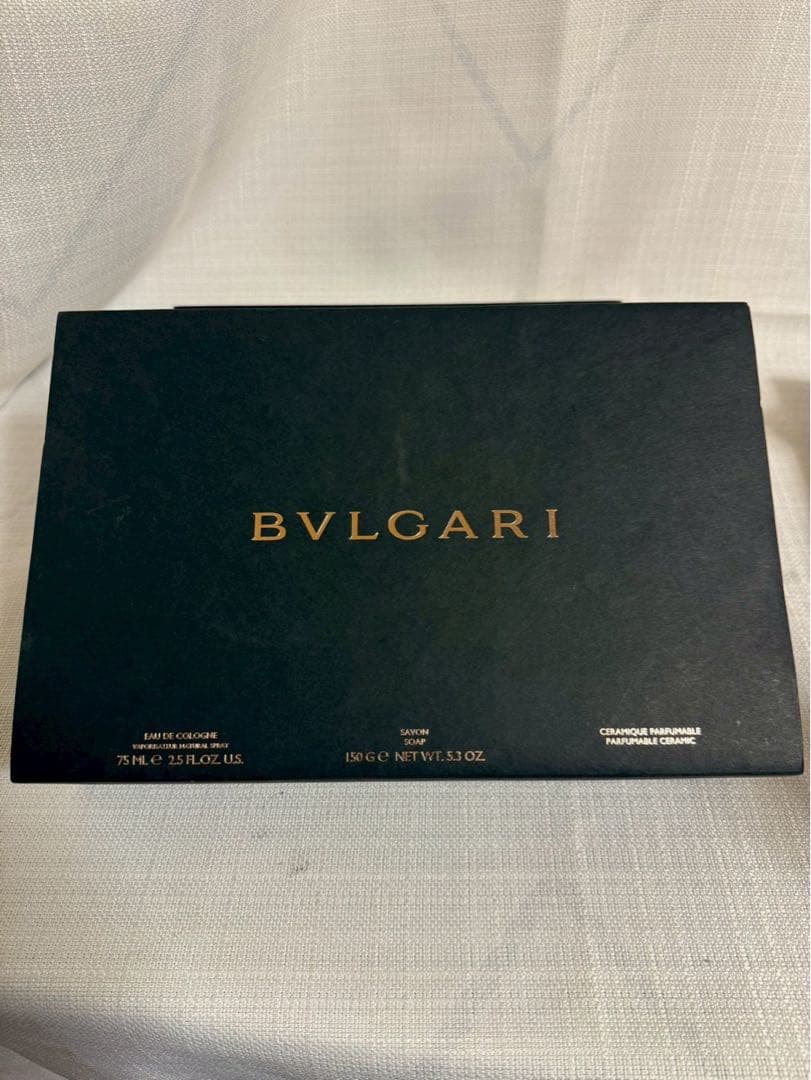 BVLGARI
EAU DE COLOGNE
VAPORISATEUR NATURAL SPRAY
75 ML e 2.5 FL.OZ. U.S.
SAVON
SOAP
150 G e NET WT. 5.3 OZ.
CERAMIQUE PARFUMABLE
PARFUMABLE CERAMIC